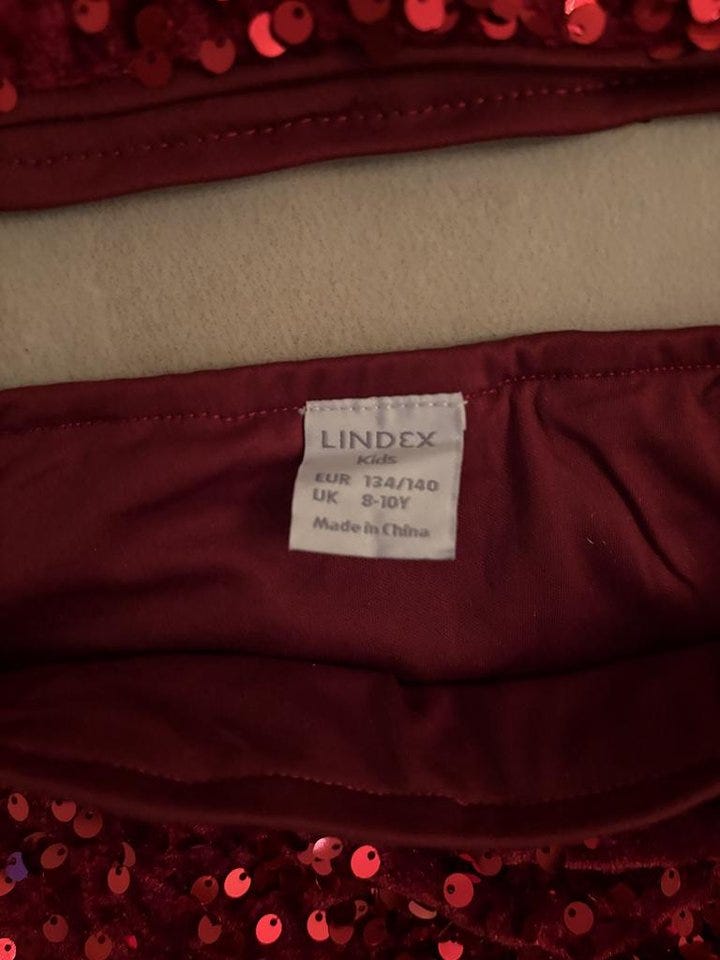 LINDEX
Kids
EUR 134/140
UK 8-10Y
Made in China